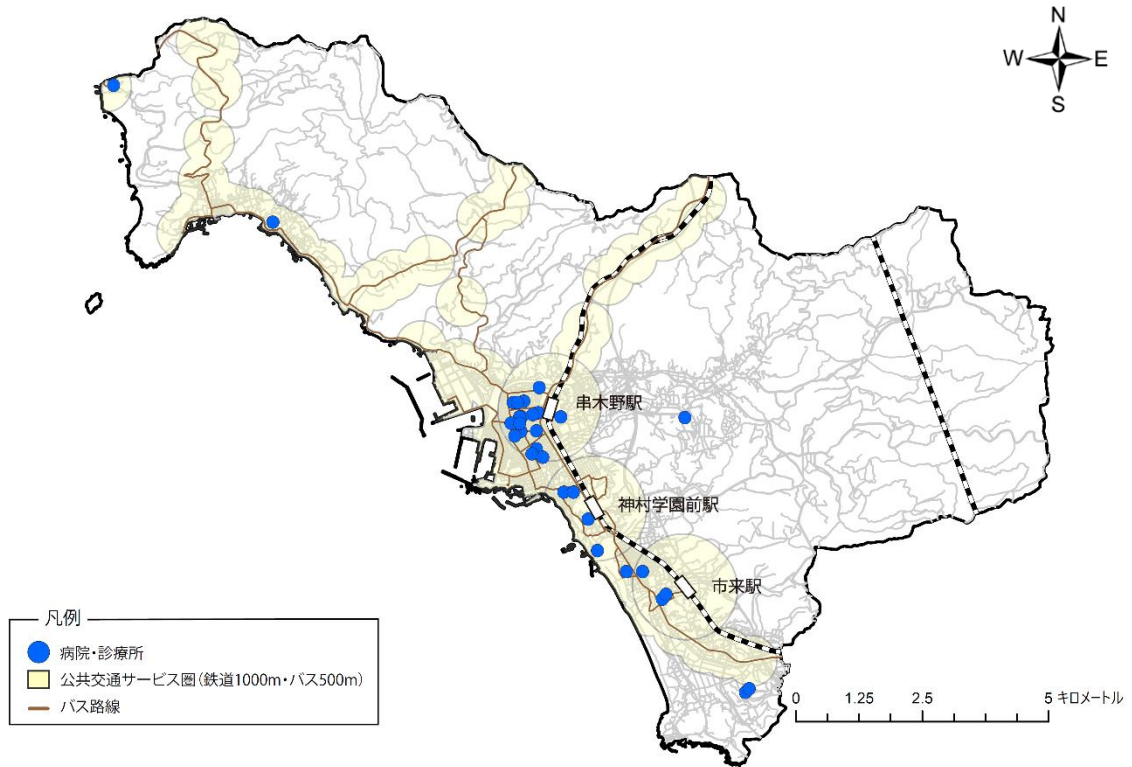 N
W
E
S
串木野駅
神村学園前駅
市来駅
凡例
病院・診療所
公共交通サービス圏(鉄道1000m・バス500m)
バス路線
0 1.25 2.5 5 キロメートル